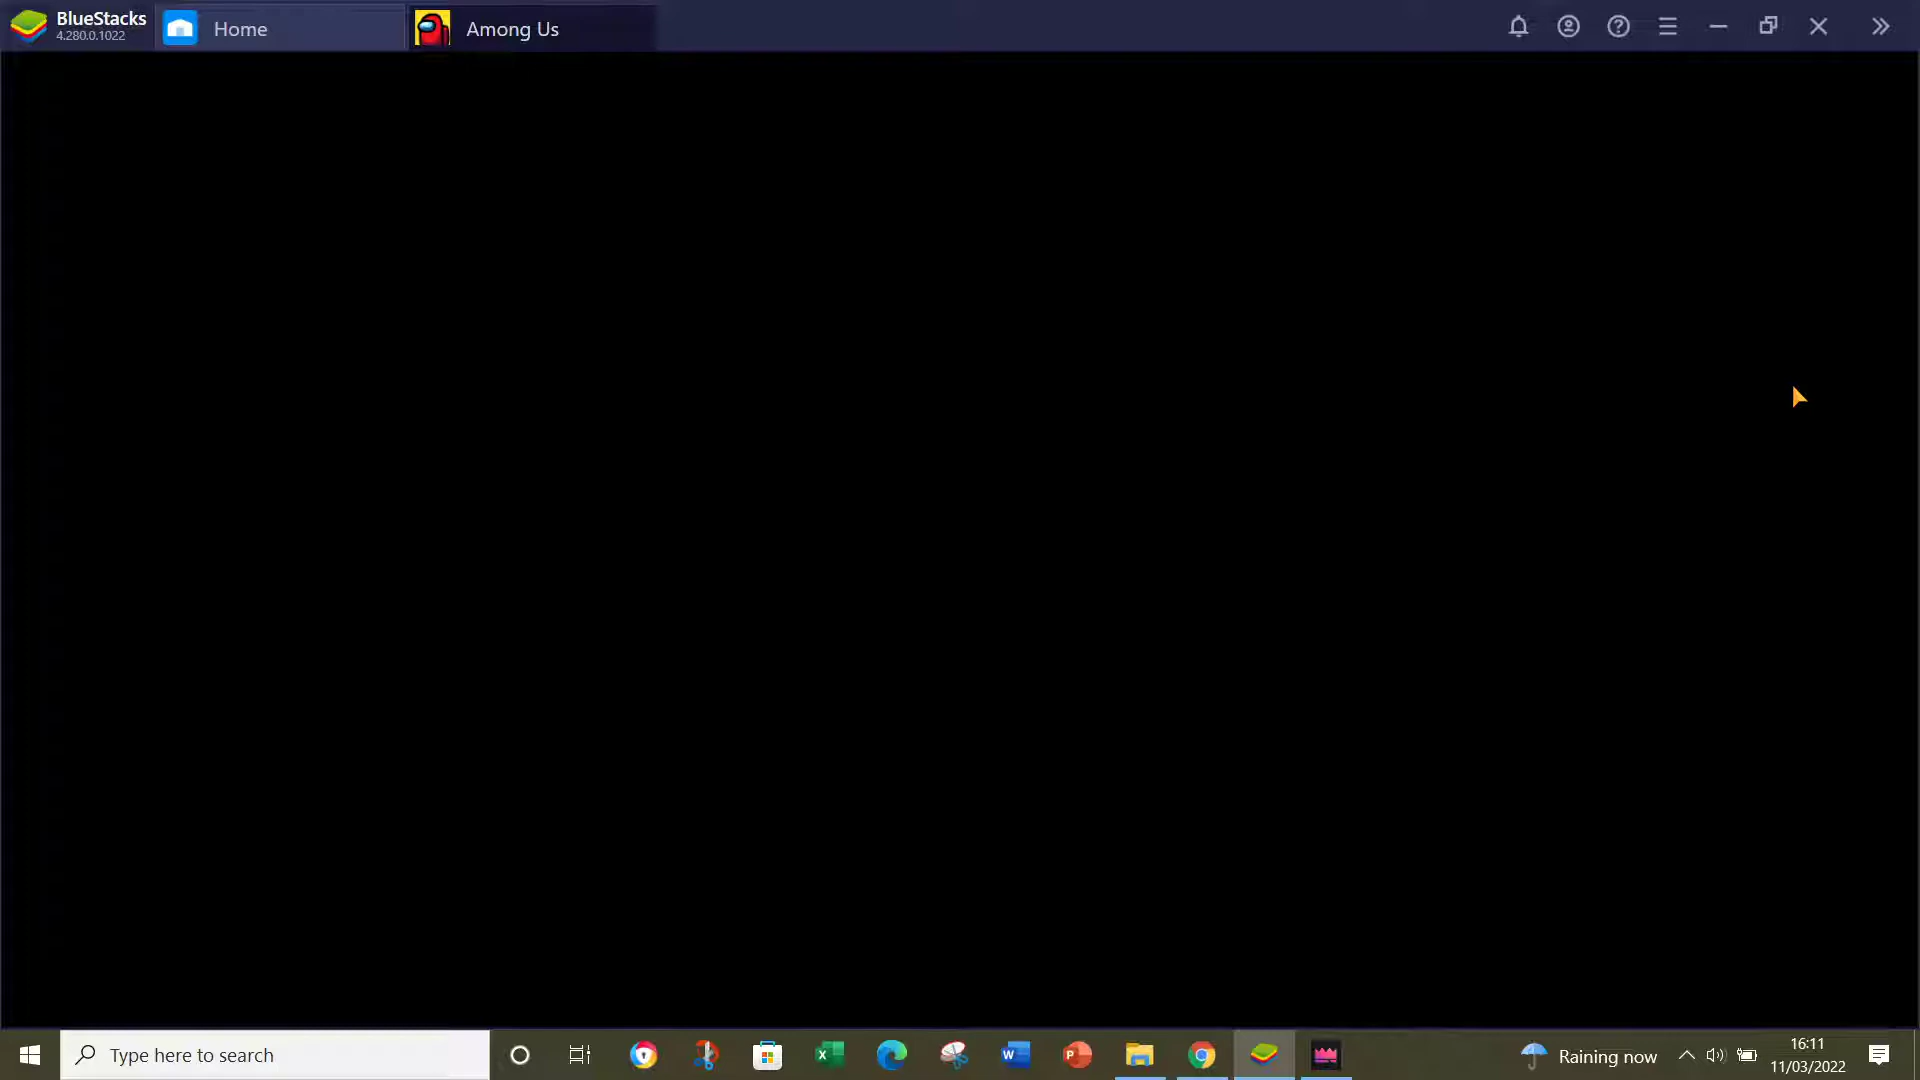 BlueStacks
4.280.0.1022
Home
Among Us
Type here to search
Raining now
16:11
11/03/2022